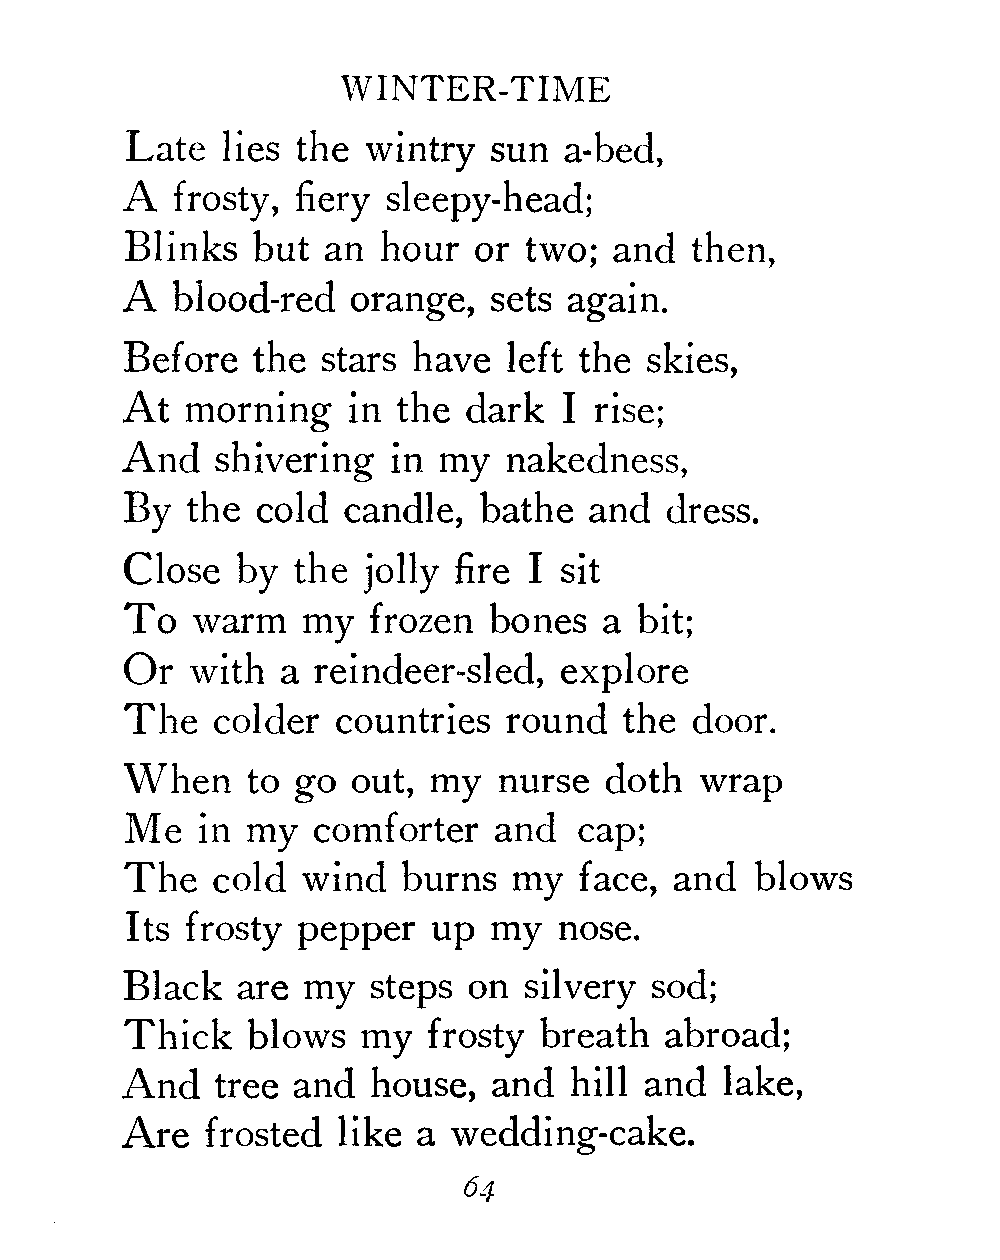 WINTER-TIME
Late lies the wintry sun a-bed,
A frosty, fiery sleepy-head;
Blinks but an hour or two; and then,
A blood-red orange, sets again.
Before the stars have left the skies,
At morning in the dark I rise;
And shivering in my nakedness,
By the cold candle, bathe and dress.
Close by the jolly fire I sit
To warm my frozen bones a bit;
Or with a reindeer-sled, explore
The colder countries round the door.
When to go out, my nurse doth wrap
Me in my comforter and cap;
The cold wind burns my face, and blows
Its frosty pepper up my nose.
Black are my steps on silvery sod;
Thick blows my frosty breath abroad;
And tree and house, and hill and lake,
Are frosted like a wedding-cake.
64